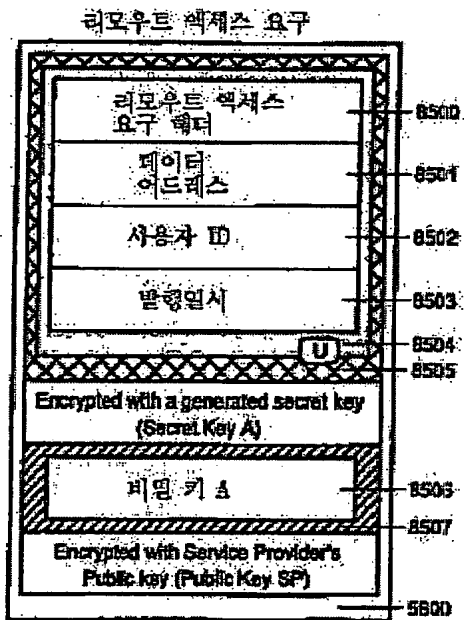 리모우트 액세스 요구
리모우트 액세스
요구 헤더
8500
데이터
어드레스
8501
사용자 ID
8502
발행일시
8503
U
8504
8505
Encrypted with a generated secret key
(Secret Key A)
비밀 키 A
8506
8507
Encrypted with Service Provider's
Public key (Public Key SP)
5600